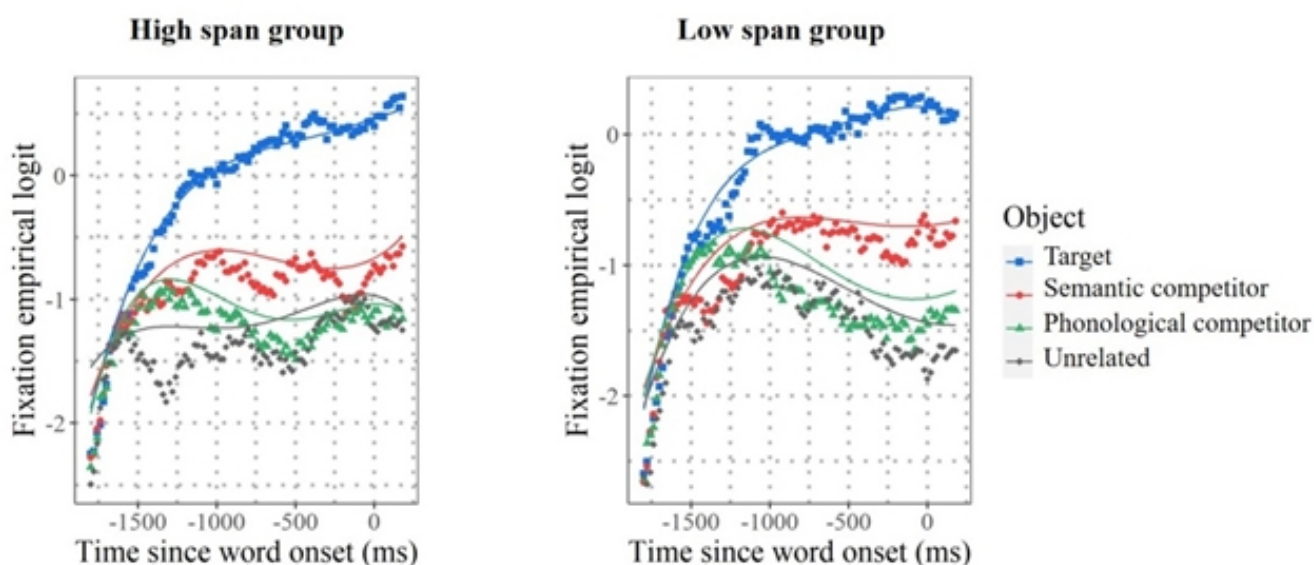 High span group
Low span group
Fixation empirical logit
0
-1
-2
-1500 -1000 -500 0
Time since word onset (ms)
Fixation empirical logit
0
-1
-2
-1500 -1000 -500 0
Time since word onset (ms)
Object
Target
Semantic competitor
Phonological competitor
Unrelated